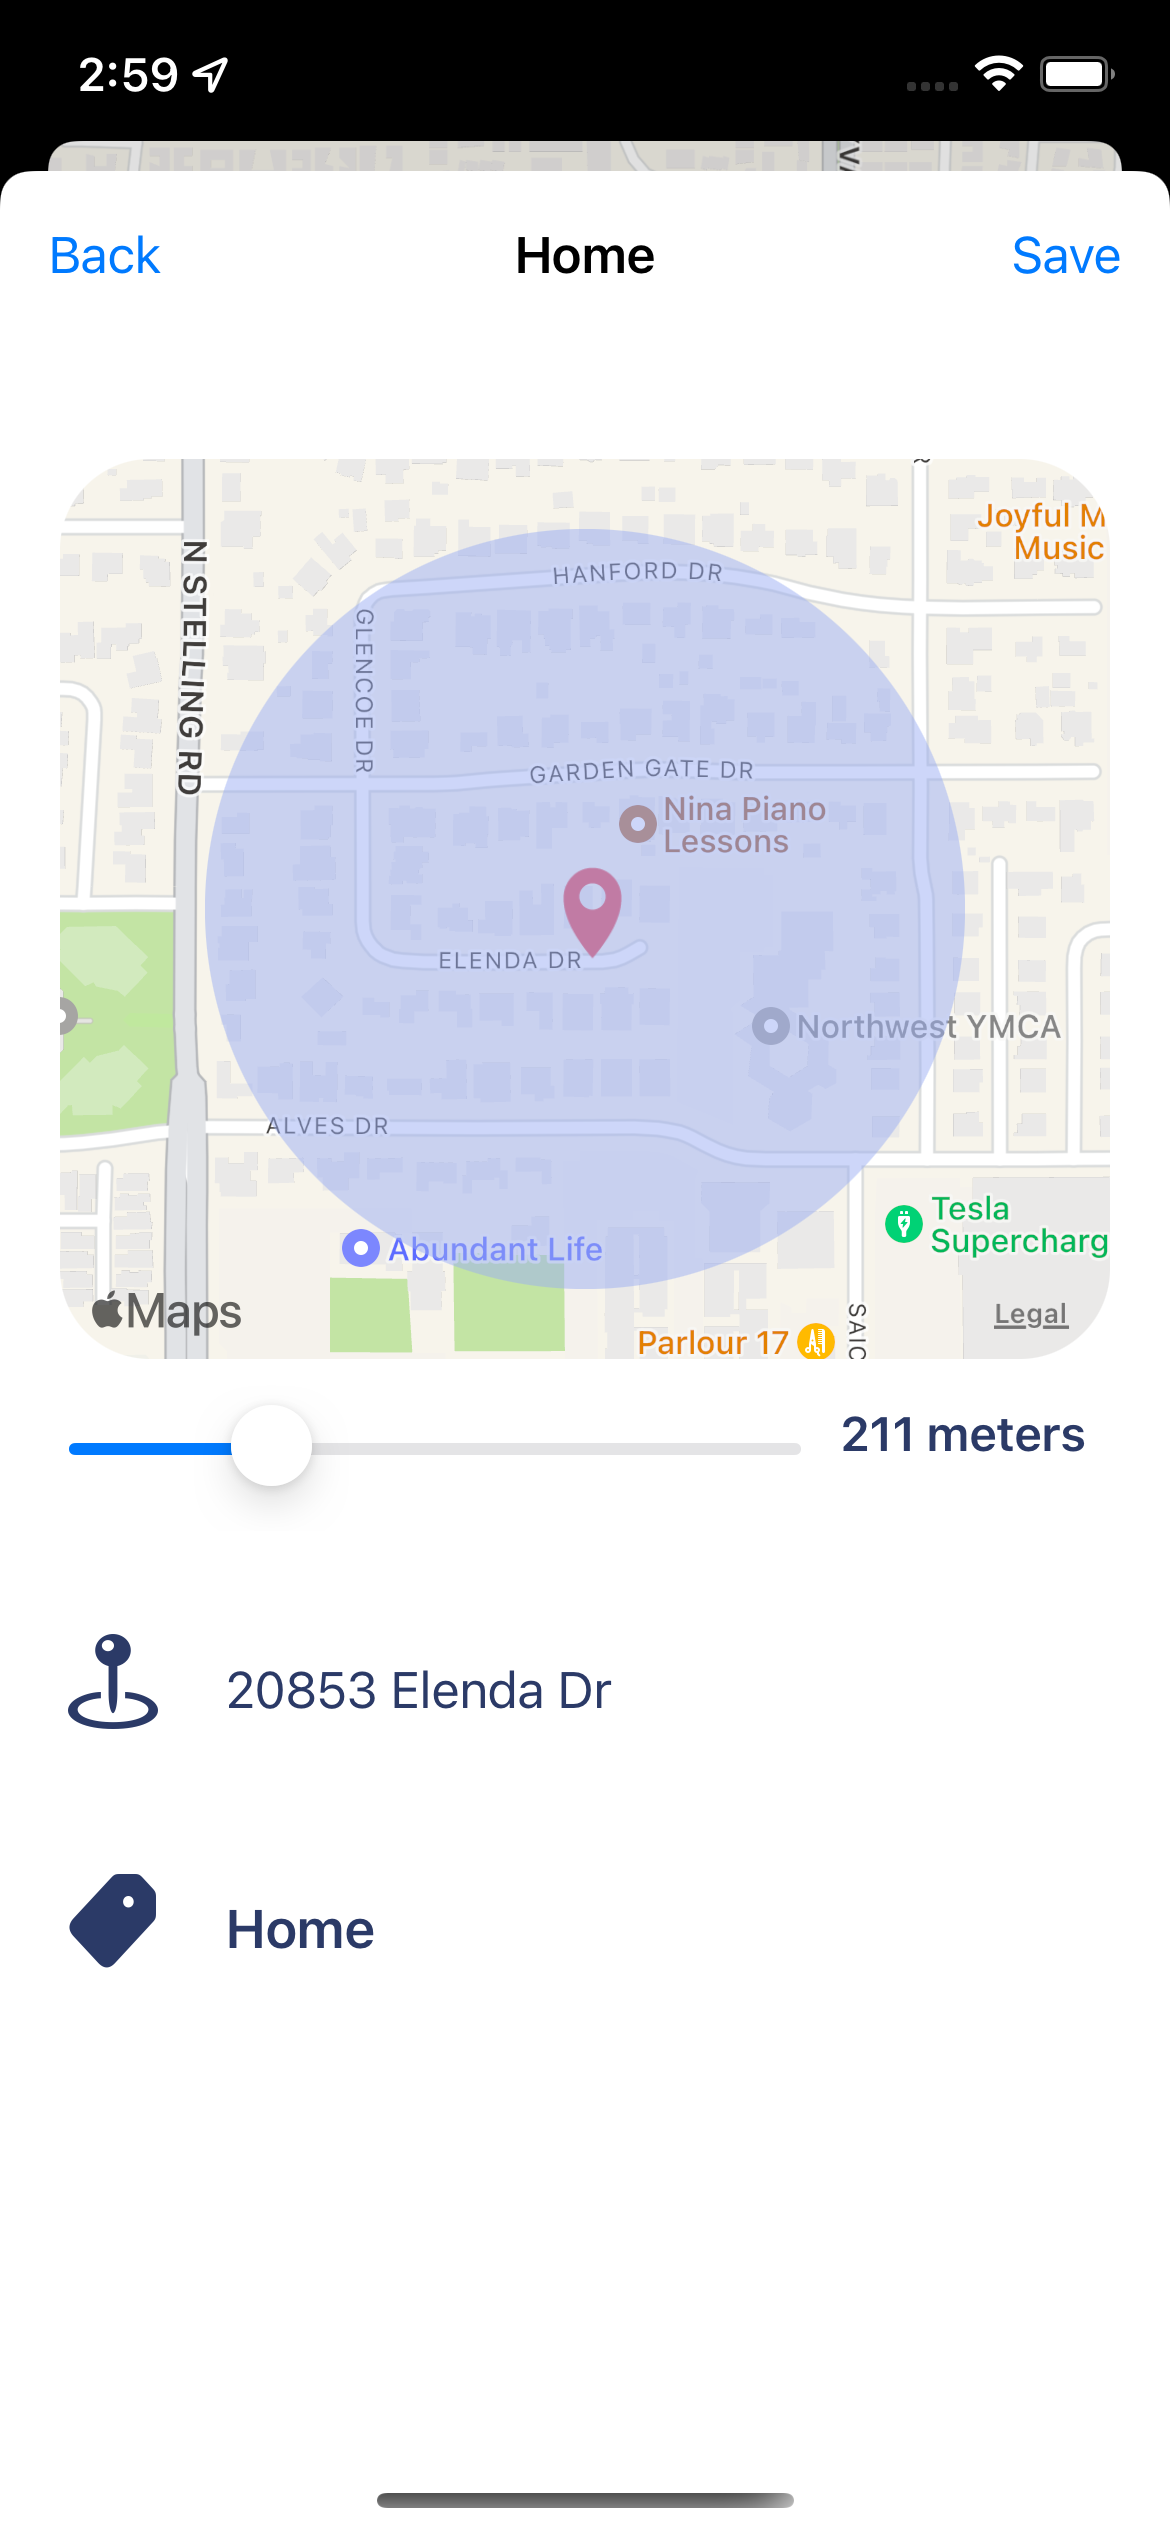 2:59
Back
Home
Save
HANFORD DR
Joyful M
Music
N STELLING RD
GLENCOE DR
GARDEN GATE DR
Nina Piano
Lessons
ELENDA DR
Northwest YMCA
ALVES DR
Tesla
Supercharg
Abundant Life
Maps
Parlour 17
SAIC
Legal
211 meters
20853 Elenda Dr
Home